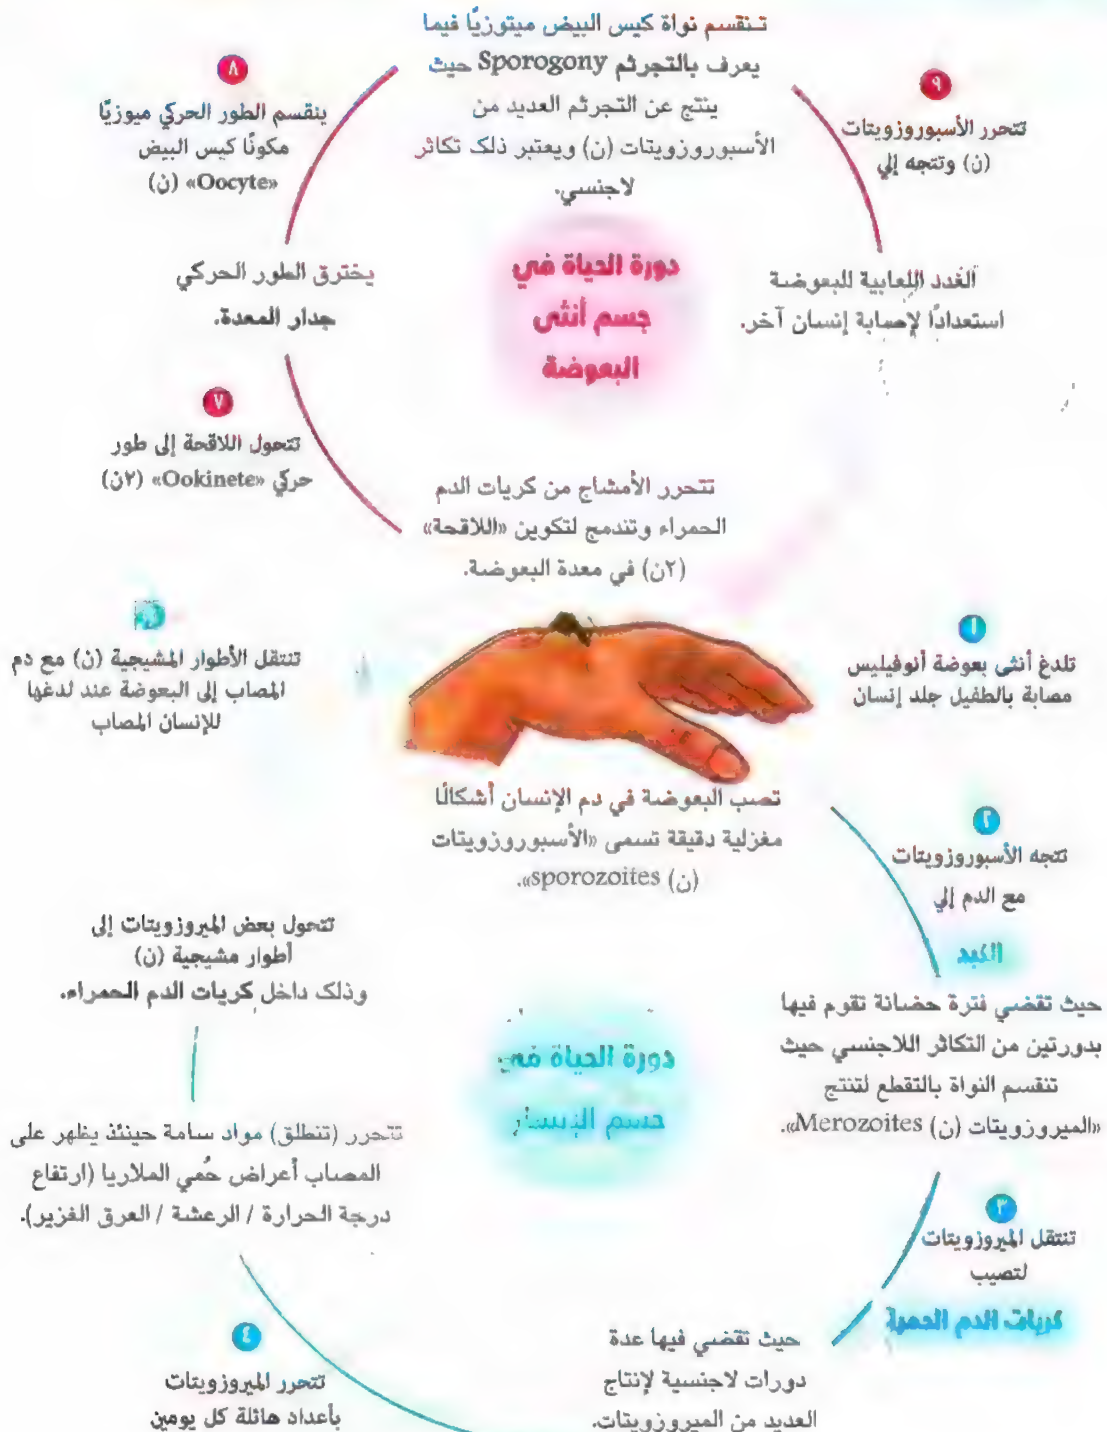 تنقسم نواة كيس البيض ميتوزيًا فيما
يعرف بالتجرثم Sporogony حيث
ينتج عن التجرثم العديد من
الأسبوروزويتات (ن) ويعتبر ذلك تكاثر
لاجنسي.
٩
تتحرر الأسبوروزويتات
(ن) وتتجه إلي
الغدد اللعابية للبعوضة
استعدادًا لإصابة إنسان آخر.
٨
ينقسم الطور الحركي ميوزيًا
مكونًا كيس البيض
«Oocyte» (ن)
يخترق الطور الحركي
جدار المعدة.
دورة الحياة في
جسم أنثى
البعوضة
٧
تتحول اللاقحة إلى طور
حركي «Ookinete» (٢ن)
تتحرر الأمشاج من كريات الدم
الحمراء وتندمج لتكوين «اللاقحة»
(٢ن) في معدة البعوضة.
تنتقل الأطوار المشيجية (ن) مع دم
المصاب إلى البعوضة عند لدغها
للإنسان المصاب
١
تلدغ أنثى بعوضة أنوفيليس
مصابة بالطفيل جلد إنسان
تصب البعوضة في دم الإنسان أشكالًا
مغزلية دقيقة تسمى «الأسبوروزويتات
(ن) sporozoites».
٢
تتجه الأسبوروزويتات
مع الدم إلي
الكبد
حيث تقضي فترة حضانة تقوم فيها
بدورتين من التكاثر اللاجنسي حيث
تنقسم النواة بالتقطع لتنتج
«الميروزويتات (ن) Merozoites».
تتحول بعض الميروزويتات إلى
أطوار مشيجية (ن)
وذلك داخل كريات الدم الحمراء.
دورة الحياة في
جسم الإنسان
تتحرر (تنطلق) مواد سامة حينئذ يظهر على
المصاب أعراض حُمي الملاريا (ارتفاع
درجة الحرارة / الرعشة / العرق الغزير).
٣
تنتقل الميروزويتات
لتصيب
كريات الدم الحمراء
حيث تقضي فيها عدة
دورات لاجنسية لإنتاج
العديد من الميروزويتات.
٤
تتحرر الميروزويتات
بأعداد هائلة كل يومين